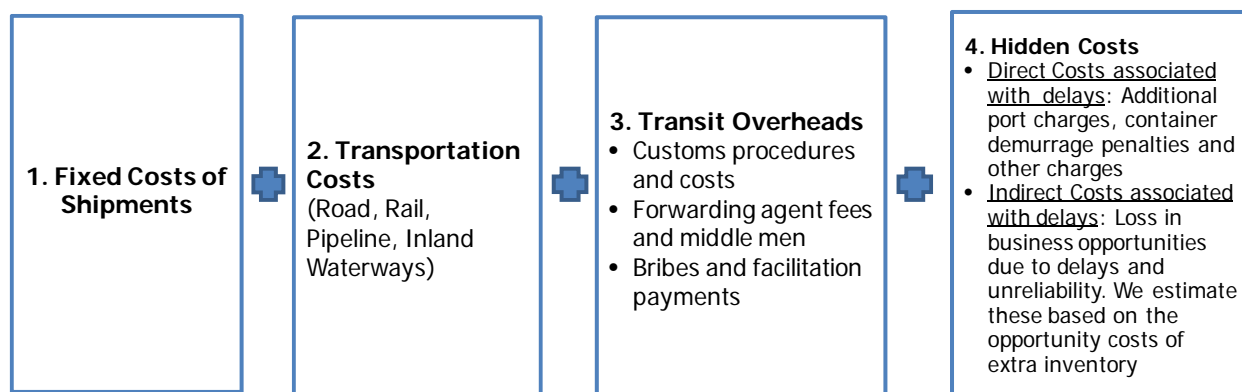 1. Fixed Costs of
Shipments
2. Transportation
Costs
(Road, Rail,
Pipeline, Inland
Waterways)
3. Transit Overheads
• Customs procedures
and costs
• Forwarding agent fees
and middle men
• Bribes and facilitation
payments
4. Hidden Costs
• Direct Costs associated
with delays: Additional
port charges, container
demurrage penalties and
other charges
• Indirect Costs associated
with delays: Loss in
business opportunities
due to delays and
unreliability. We estimate
these based on the
opportunity costs of
extra inventory